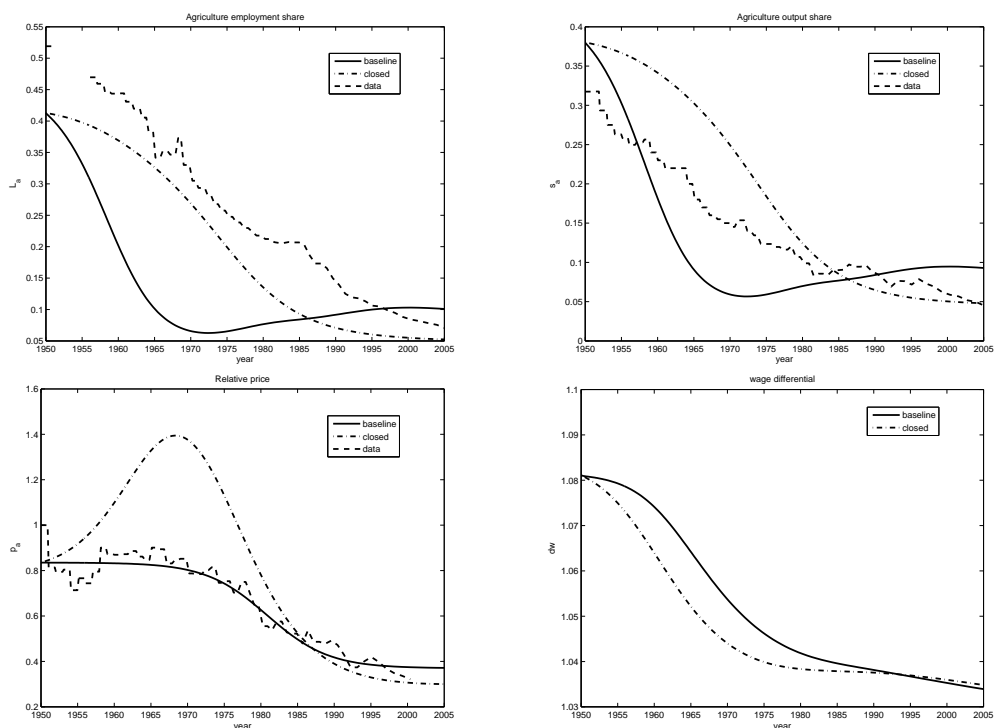 Agriculture employment share
0.55
0.5
0.45
0.4
0.35
0.3
0.25
0.2
0.15
0.1
0.05
L_a
baseline
closed
data
1950 1955 1960 1965 1970 1975 1980 1985 1990 1995 2000 2005
year
Agriculture output share
0.4
0.35
0.3
0.25
0.2
0.15
0.1
0.05
0
s_a
baseline
closed
data
1950 1955 1960 1965 1970 1975 1980 1985 1990 1995 2000 2005
year
Relative price
1.6
1.4
1.2
1
0.8
0.6
0.4
0.2
p_a
baseline
closed
data
1950 1955 1960 1965 1970 1975 1980 1985 1990 1995 2000 2005
year
wage differential
1.1
1.09
1.08
1.07
1.06
1.05
1.04
1.03
dw
baseline
closed
1950 1955 1960 1965 1970 1975 1980 1985 1990 1995 2000 2005
year